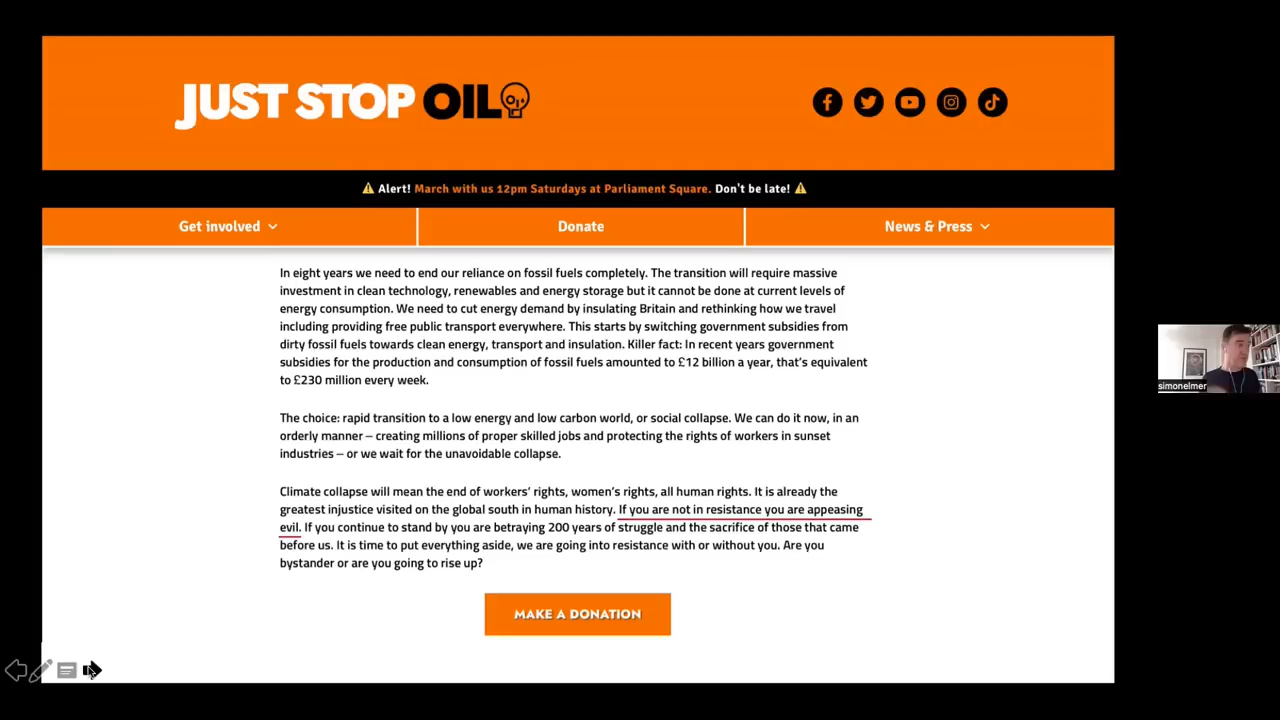 JUST STOP OIL
⚠ Alert! March with us 12pm Saturdays at Parliament Square. Don't be late! ⚠
Get involved
Donate
News & Press
In eight years we need to end our reliance on fossil fuels completely. The transition will require massive
investment in clean technology, renewables and energy storage but it cannot be done at current levels of
energy consumption. We need to cut energy demand by insulating Britain and rethinking how we travel
including providing free public transport everywhere. This starts by switching government subsidies from
dirty fossil fuels towards clean energy, transport and insulation. Killer fact: In recent years government
subsidies for the production and consumption of fossil fuels amounted to £12 billion a year, that's equivalent
to £230 million every week.
The choice: rapid transition to a low energy and low carbon world, or social collapse. We can do it now, in an
orderly manner – creating millions of proper skilled jobs and protecting the rights of workers in sunset
industries – or we wait for the unavoidable collapse.
Climate collapse will mean the end of workers' rights, women's rights, all human rights. It is already the
greatest injustice visited on the global south in human history. If you are not in resistance you are appeasing
evil. If you continue to stand by you are betraying 200 years of struggle and the sacrifice of those that came
before us. It is time to put everything aside, we are going into resistance with or without you. Are you
bystander or are you going to rise up?
MAKE A DONATION
simonelmer